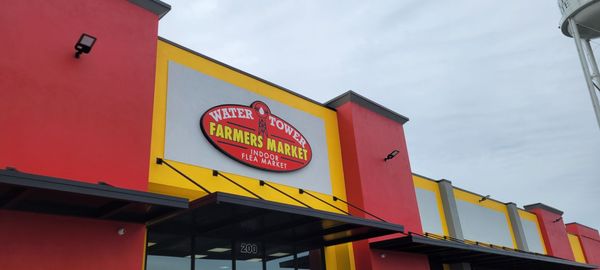 WATER TOWER
FARMERS MARKET
INDOOR
FLEA MARKET
200